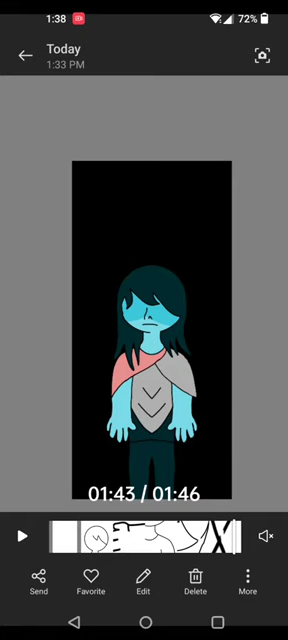 1:38
72%
Today
1:33 PM
01:43 / 01:46
Send
Favorite
Edit
Delete
More